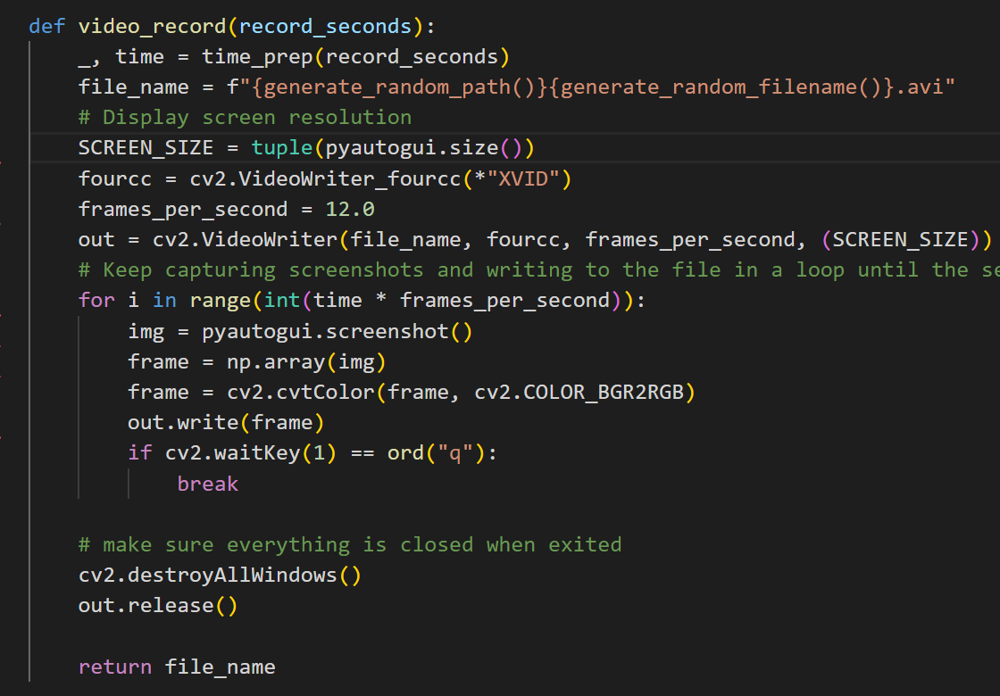 def video_record(record_seconds):
    _, time = time_prep(record_seconds)
    file_name = f"{generate_random_path()}{generate_random_filename()}.avi"
    # Display screen resolution
    SCREEN_SIZE = tuple(pyautogui.size())
    fourcc = cv2.VideoWriter_fourcc(*"XVID")
    frames_per_second = 12.0
    out = cv2.VideoWriter(file_name, fourcc, frames_per_second, (SCREEN_SIZE))
    # Keep capturing screenshots and writing to the file in a loop until the
    for i in range(int(time * frames_per_second)):
        img = pyautogui.screenshot()
        frame = np.array(img)
        frame = cv2.cvtColor(frame, cv2.COLOR_BGR2RGB)
        out.write(frame)
        if cv2.waitKey(1) == ord("q"):
            break
    # make sure everything is closed when exited
    cv2.destroyAllWindows()
    out.release()
    return file_name